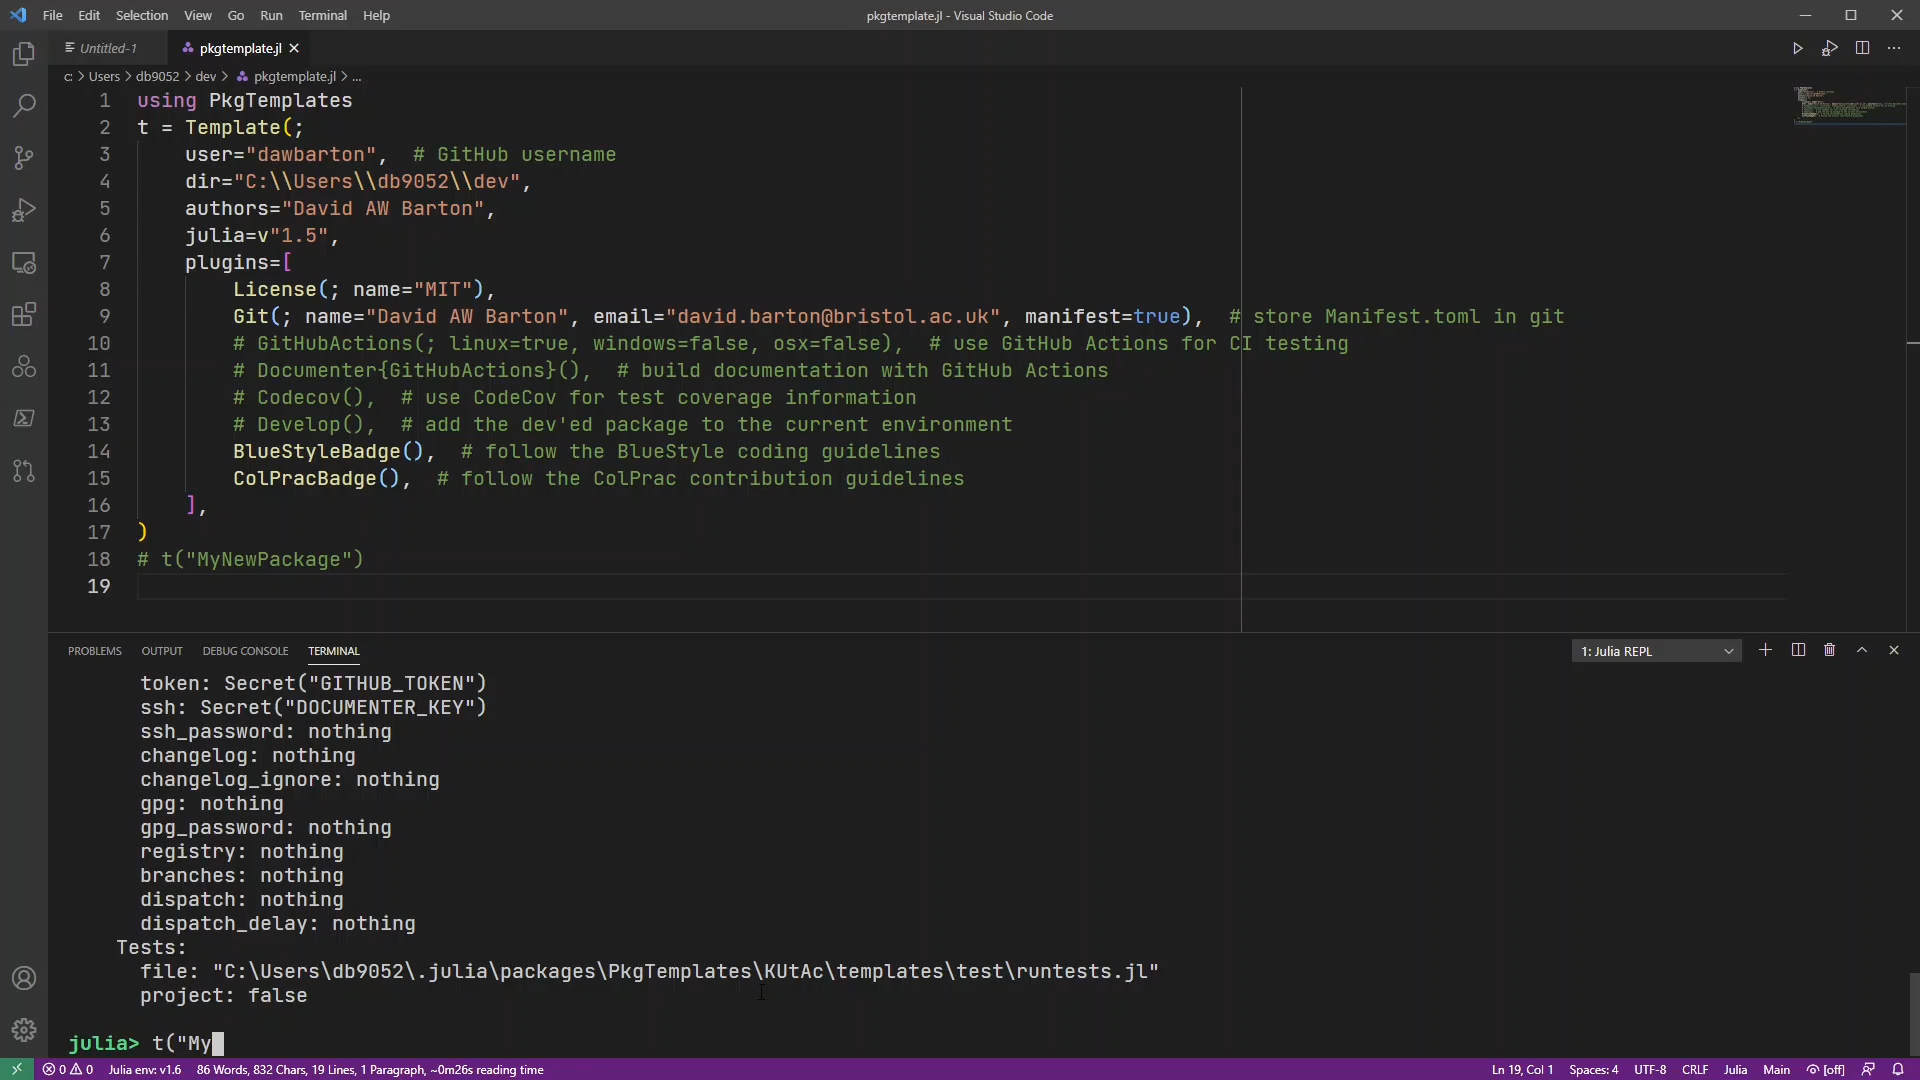 File Edit Selection View Go Run Terminal Help
pkgtemplate.jl - Visual Studio Code
Untitled-1
pkgtemplate.jl
c: > Users > db9052 > dev > pkgtemplate.jl > ...
1 using PkgTemplates
2 t = Template(;
3 user="dawbarton",  # GitHub username
4 dir="C:\\Users\\db9052\\dev",
5 authors="David AW Barton",
6 julia=v"1.5",
7 plugins=[
8 License(; name="MIT"),
9 Git(; name="David AW Barton", email="david.barton@bristol.ac.uk", manifest=true),  # store Manifest.toml in git
10 # GitHubActions(; linux=true, windows=false, osx=false),  # use GitHub Actions for CI testing
11 # Documenter{GitHubActions}(),  # build documentation with GitHub Actions
12 # Codecov(),  # use CodeCov for test coverage information
13 # Develop(),  # add the dev'ed package to the current environment
14 BlueStyleBadge(),  # follow the BlueStyle coding guidelines
15 ColPracBadge(),  # follow the ColPrac contribution guidelines
16 ],
17 )
18 # t("MyNewPackage")
19
PROBLEMS OUTPUT DEBUG CONSOLE TERMINAL
1: Julia REPL
token: Secret("GITHUB_TOKEN")
ssh: Secret("DOCUMENTER_KEY")
ssh_password: nothing
changelog: nothing
changelog_ignore: nothing
gpg: nothing
gpg_password: nothing
registry: nothing
branches: nothing
dispatch: nothing
dispatch_delay: nothing
Tests:
file: "C:\Users\db9052\.julia\packages\PkgTemplates\KUtAc\templates\test\runtests.jl"
project: false
julia> t("My
0 0 Julia env: v1.6 86 Words, 832 Chars, 19 Lines, 1 Paragraph, ~0m26s reading time
Ln 19, Col 1 Spaces: 4 UTF-8 CRLF Julia Main [off]